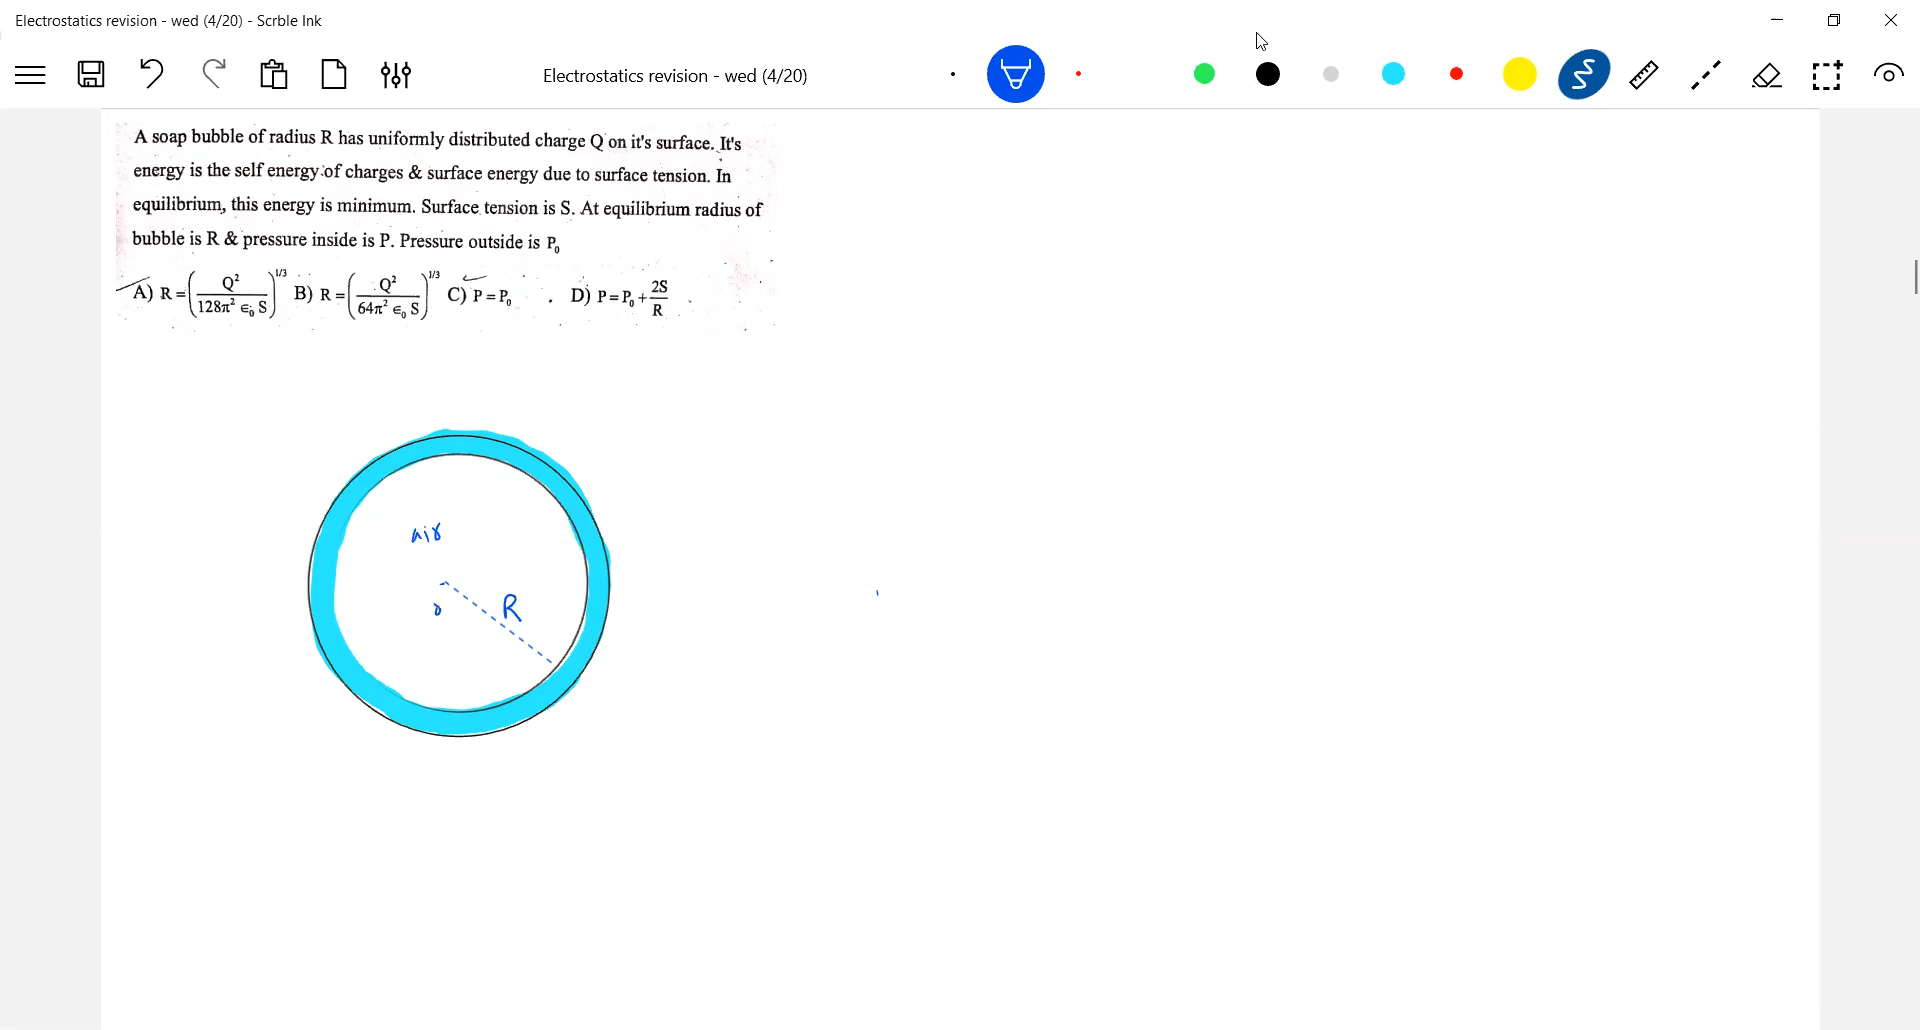 Electrostatics revision - wed (4/20) - Scrble Ink
Electrostatics revision - wed (4/20)
A soap bubble of radius R has uniformly distributed charge Q on it's surface. It's
energy is the self energy of charges & surface energy due to surface tension. In
equilibrium, this energy is minimum. Surface tension is S. At equilibrium radius of
bubble is R & pressure inside is P. Pressure outside is P₀
A) R = (Q²/128π² ∈₀ S)^1/3 B) R = (Q²/64π² ∈₀ S)^1/3 C) P = P₀ D) P = P₀ + 2S/R
air
R